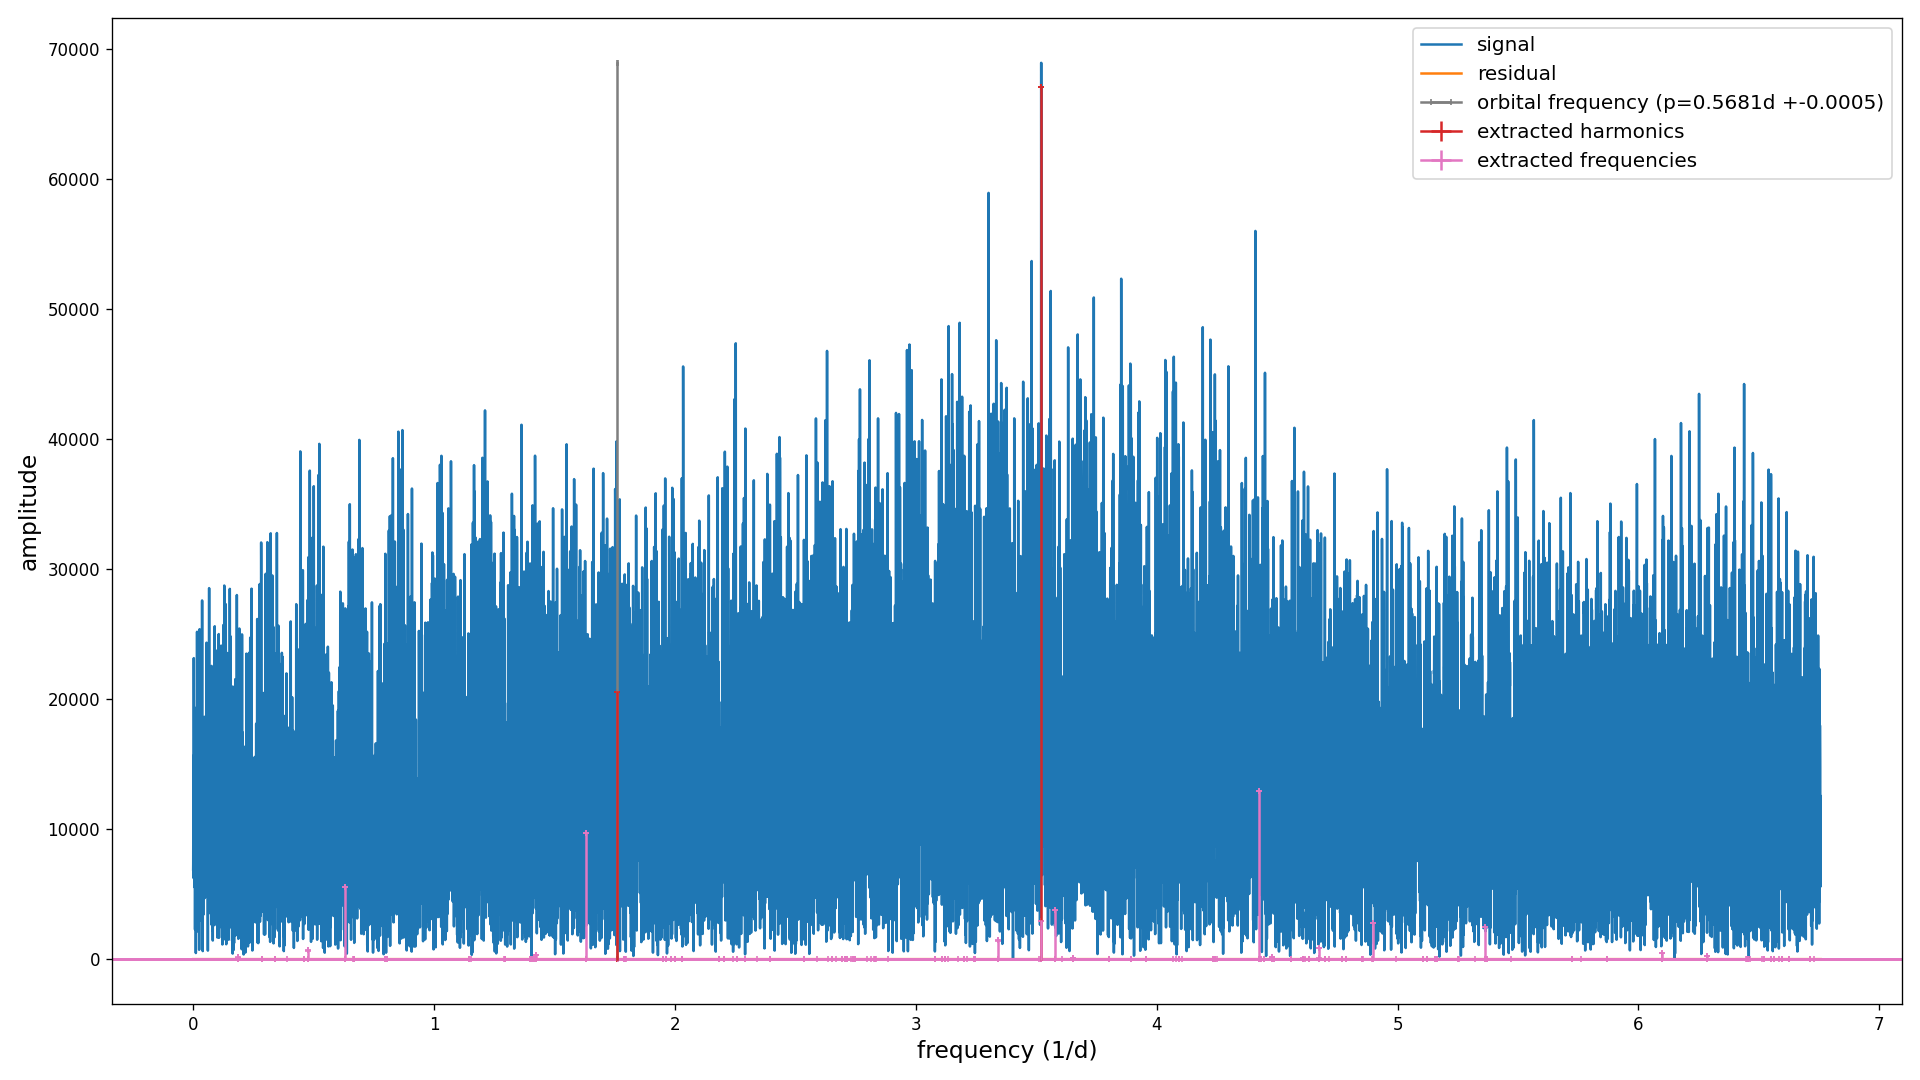 signal
residual
orbital frequency (p=0.5681d +-0.0005)
extracted harmonics
extracted frequencies
amplitude
70000
60000
50000
40000
30000
20000
10000
0
0 1 2 3 4 5 6 7
frequency (1/d)